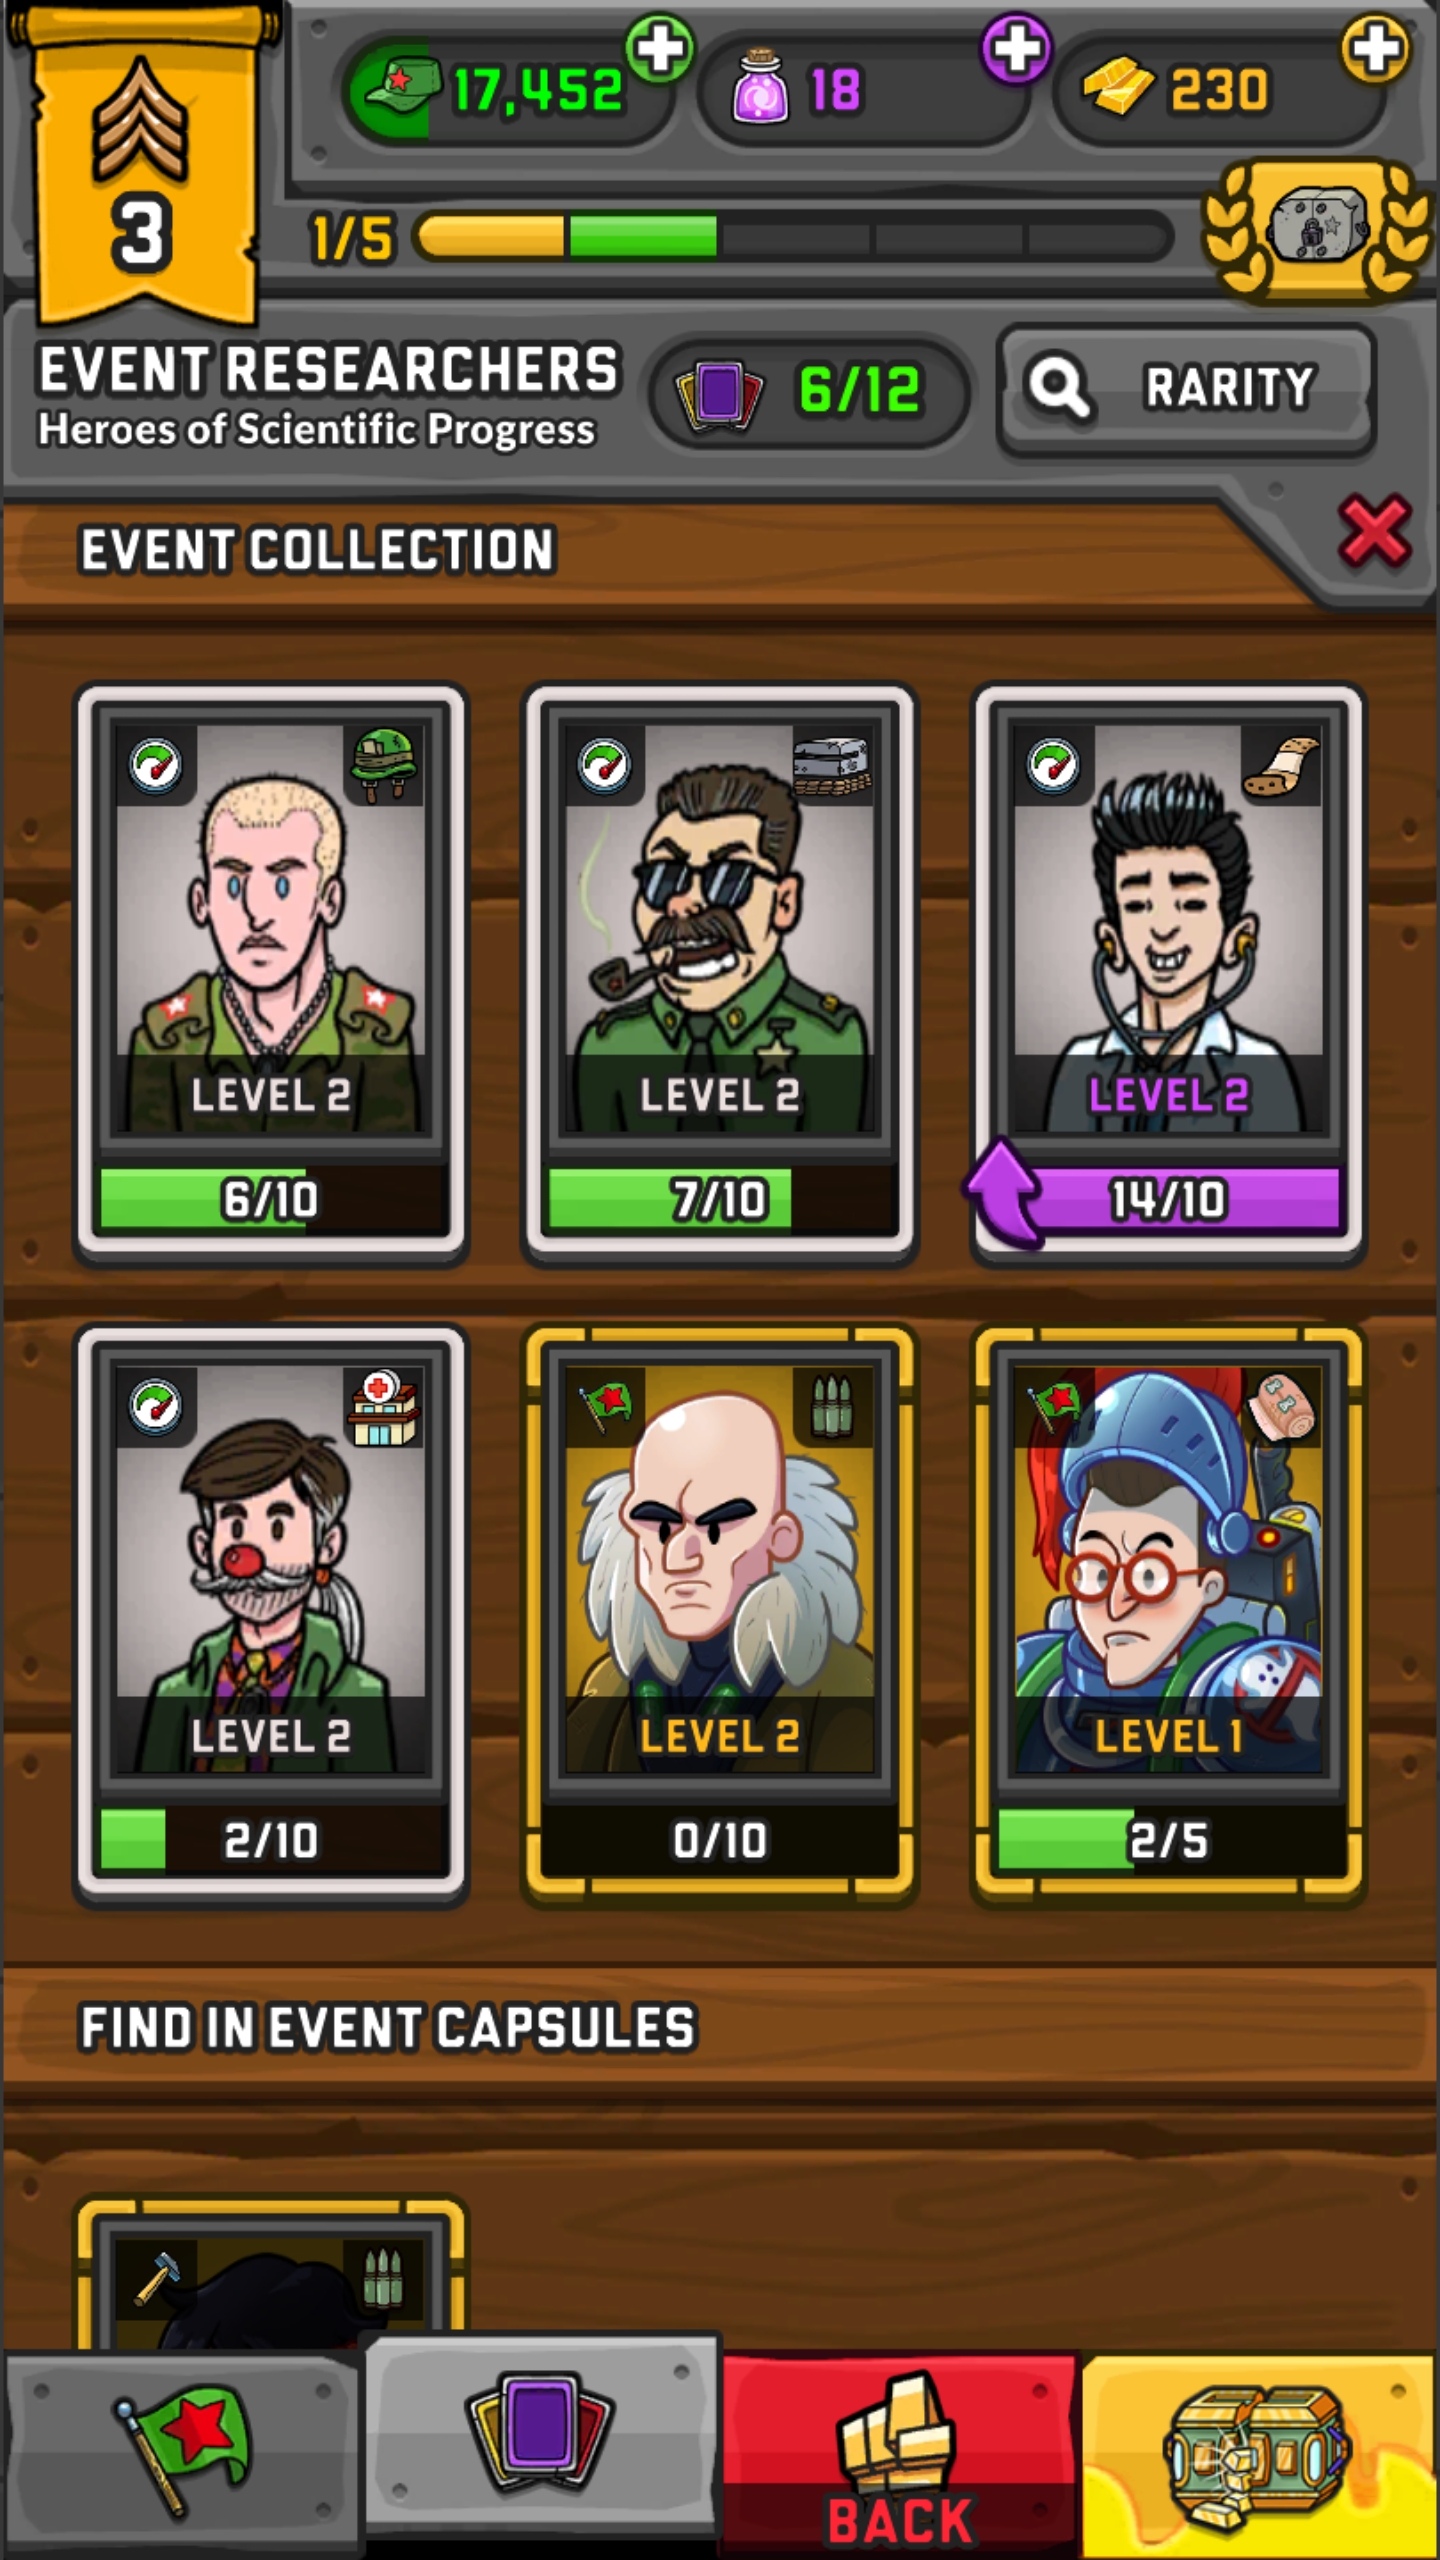 17,452
18
230
3
1/5
EVENT RESEARCHERS
Heroes of Scientific Progress
6/12
RARITY
EVENT COLLECTION
LEVEL 2
6/10
LEVEL 2
7/10
LEVEL 2
14/10
LEVEL 2
2/10
LEVEL 2
0/10
LEVEL 1
2/5
FIND IN EVENT CAPSULES
BACK